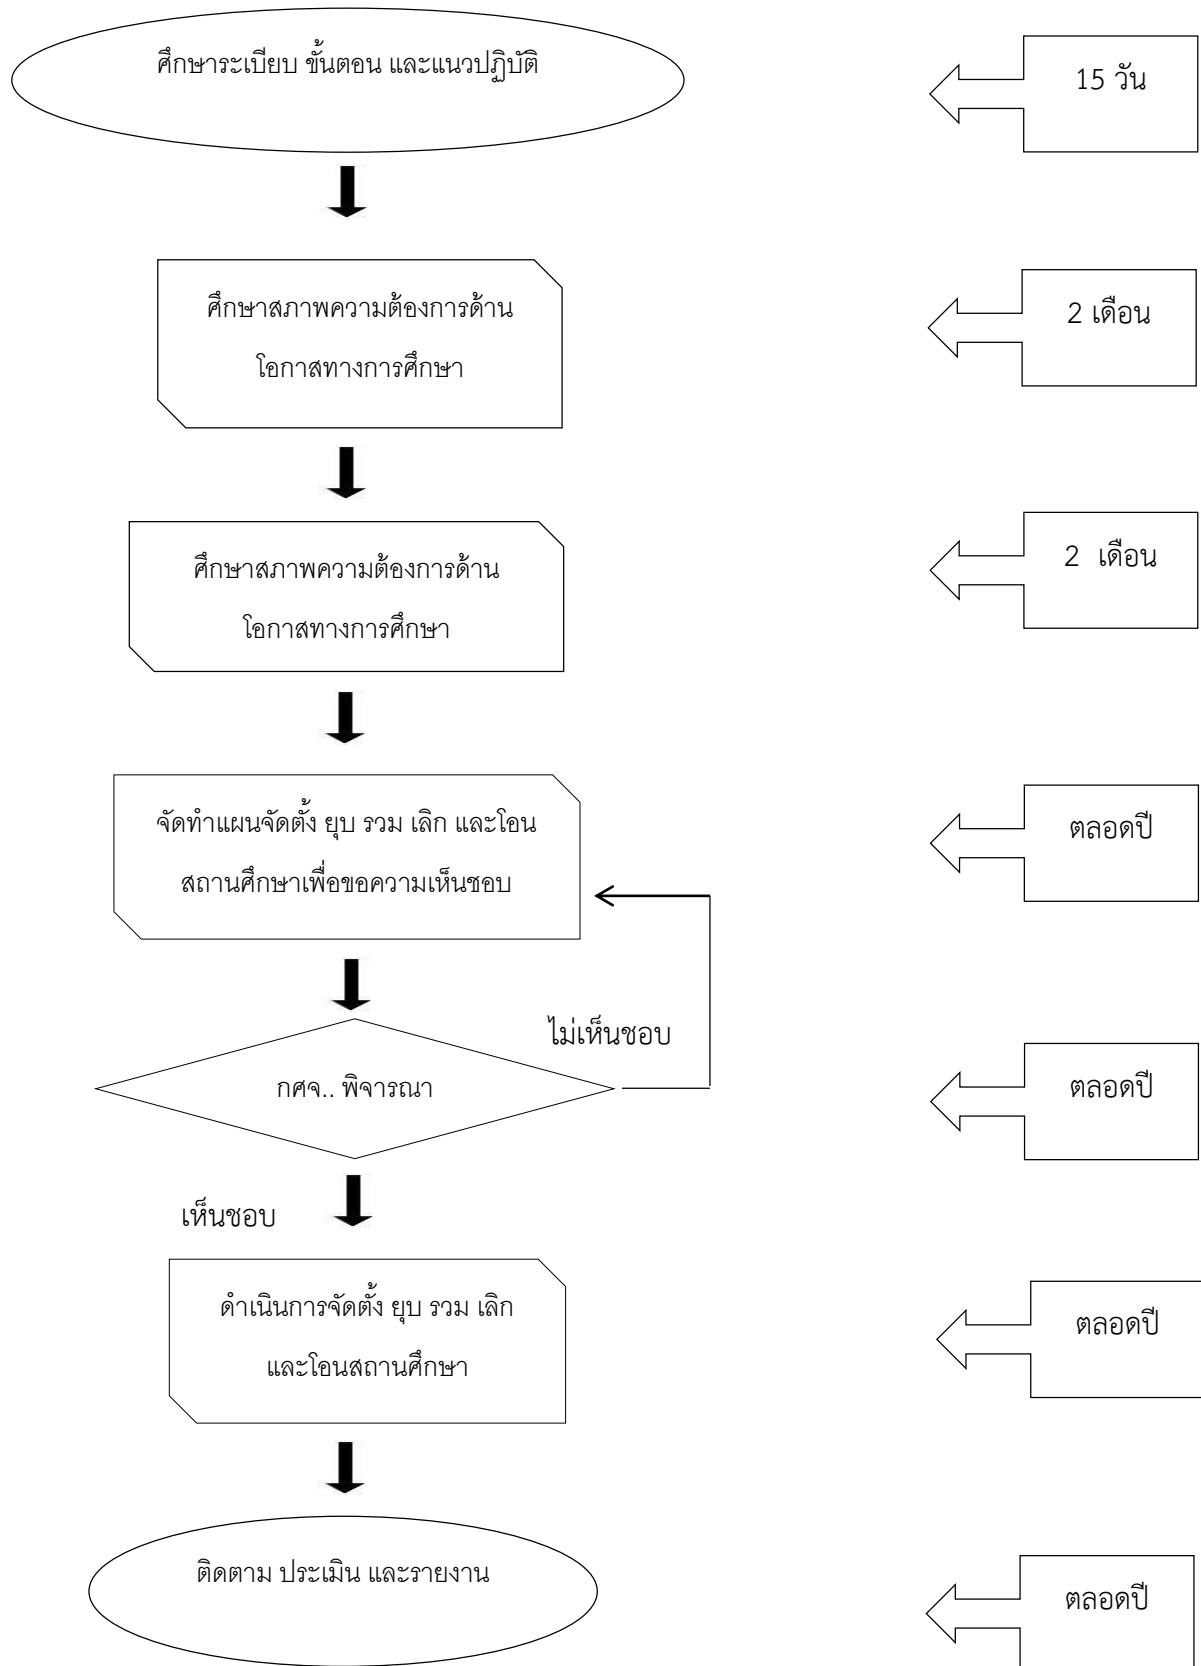 ศึกษาระเบียบ ขั้นตอน และแนวปฏิบัติ
15 วัน
ศึกษาสภาพความต้องการด้าน
โอกาสทางการศึกษา
2 เดือน
ศึกษาสภาพความต้องการด้าน
โอกาสทางการศึกษา
2 เดือน
จัดทำแผนจัดตั้ง ยุบ รวม เลิก และโอน
สถานศึกษาเพื่อขอความเห็นชอบ
ตลอดปี
ไม่เห็นชอบ
กศจ.. พิจารณา
ตลอดปี
เห็นชอบ
ดำเนินการจัดตั้ง ยุบ รวม เลิก
และโอนสถานศึกษา
ตลอดปี
ติดตาม ประเมิน และรายงาน
ตลอดปี